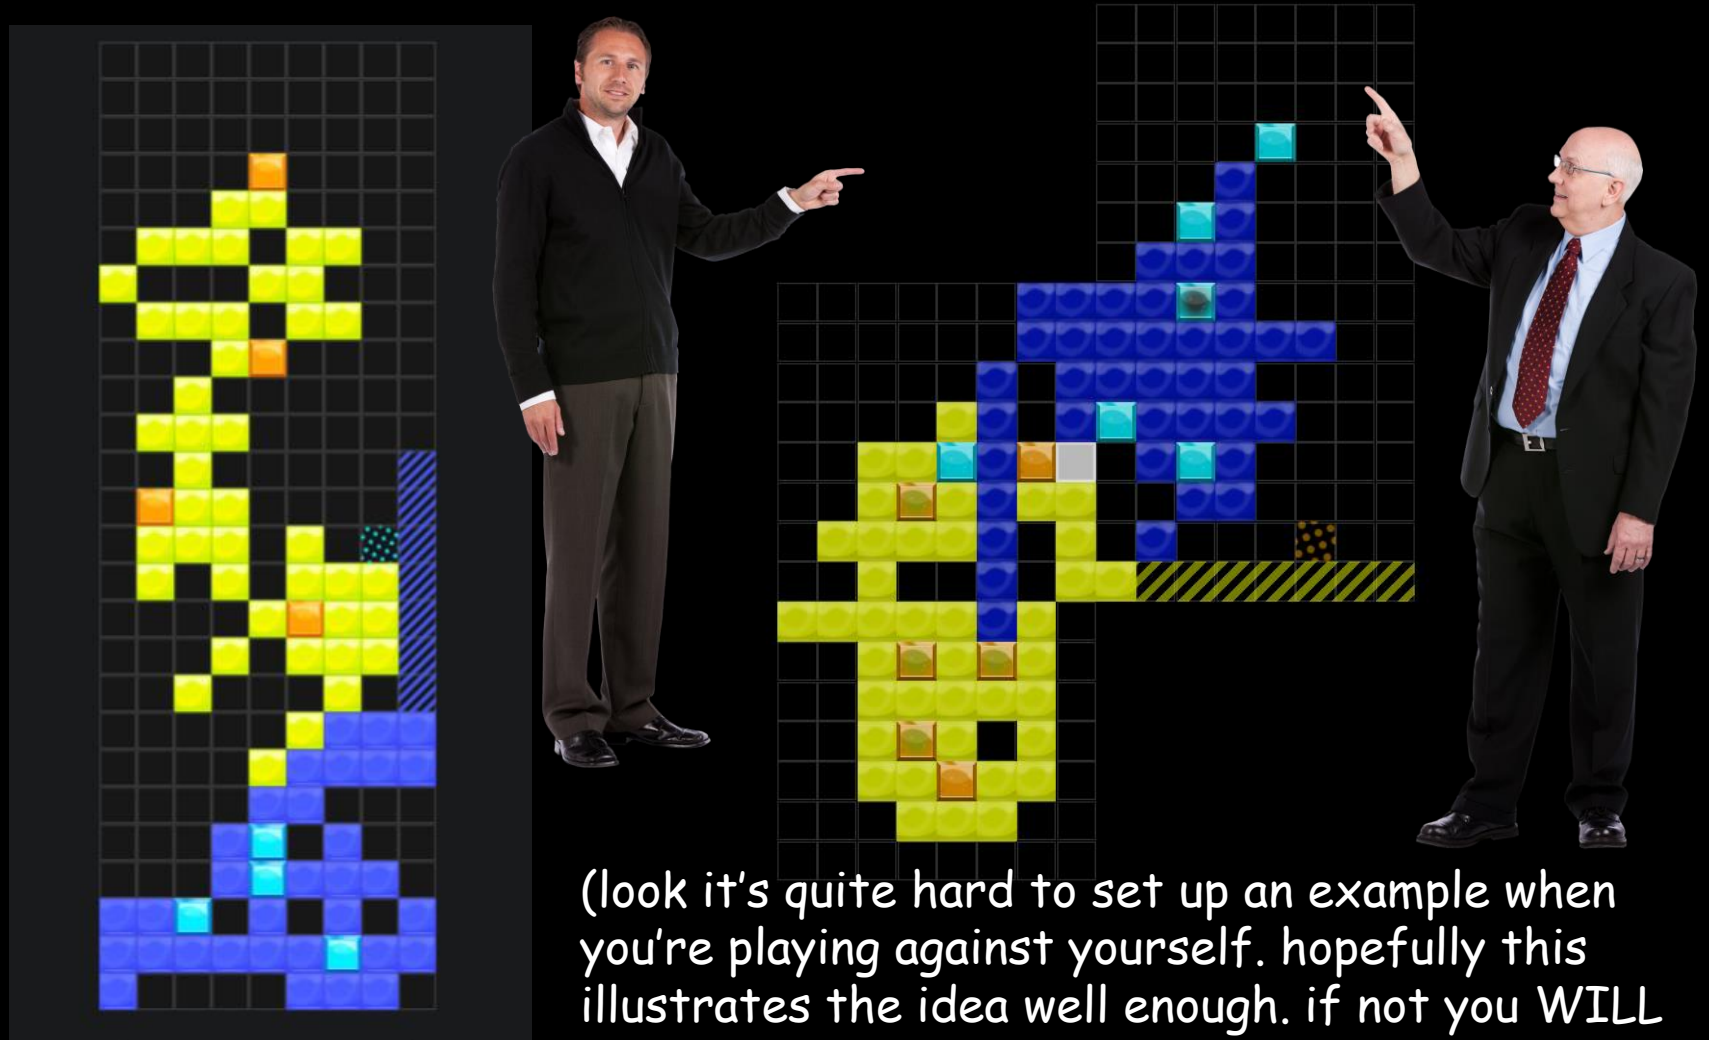 (look it's quite hard to set up an example when
you're playing against yourself. hopefully this
illustrates the idea well enough. if not you WILL